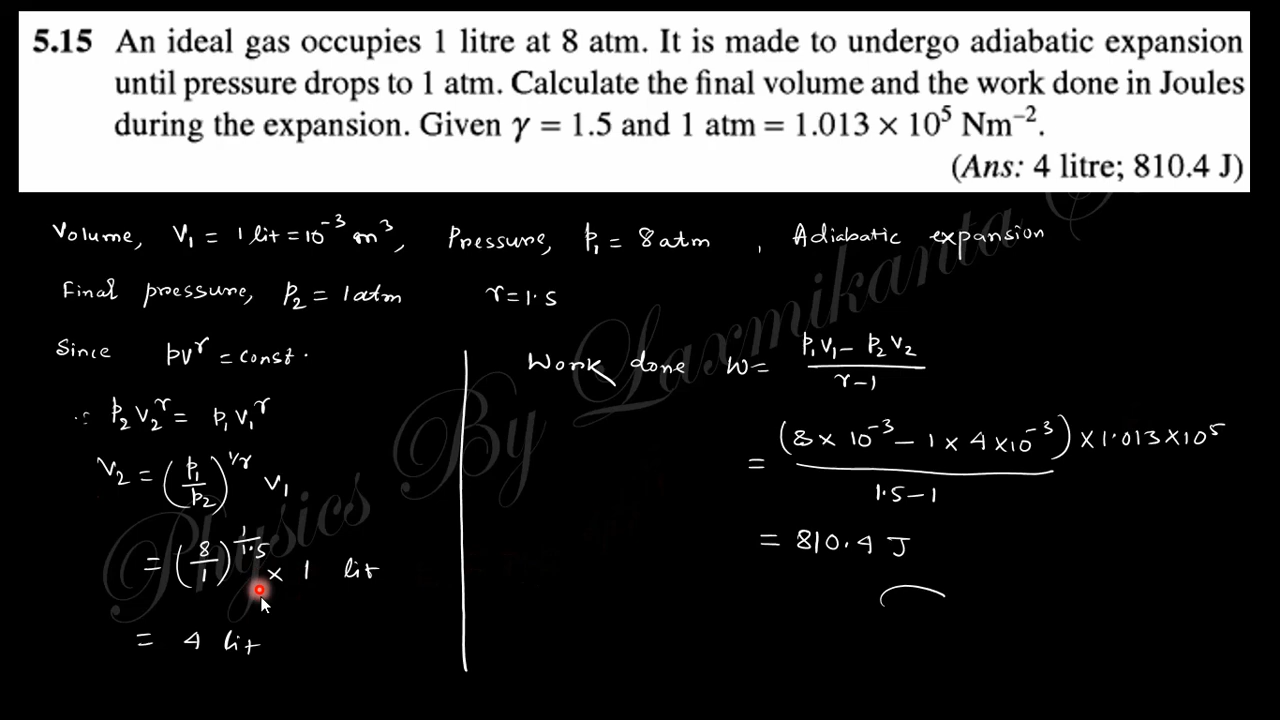 5.15 An ideal gas occupies 1 litre at 8 atm. It is made to undergo adiabatic expansion
until pressure drops to 1 atm. Calculate the final volume and the work done in Joules
during the expansion. Given γ = 1.5 and 1 atm = 1.013 × 10⁵ Nm⁻².
(Ans: 4 litre; 810.4 J)
Volume, V₁ = 1 lit = 10⁻³ m³, Pressure, p₁ = 8 atm, Adiabatic expansion
Final pressure, p₂ = 1 atm γ = 1.5
Since pV^γ = const.
∴ p₂V₂^γ = p₁V₁^γ
V₂ = (p₁/p₂)^(1/γ) V₁
= (8/1)^(1/1.5) × 1 lit
= 4 lit
Work done W = (p₁V₁ − p₂V₂)/(γ−1)
= (8 × 10⁻³ − 1 × 4 × 10⁻³) × 1.013 × 10⁵/(1.5−1)
= 810.4 J
Physics By Laxmikanta